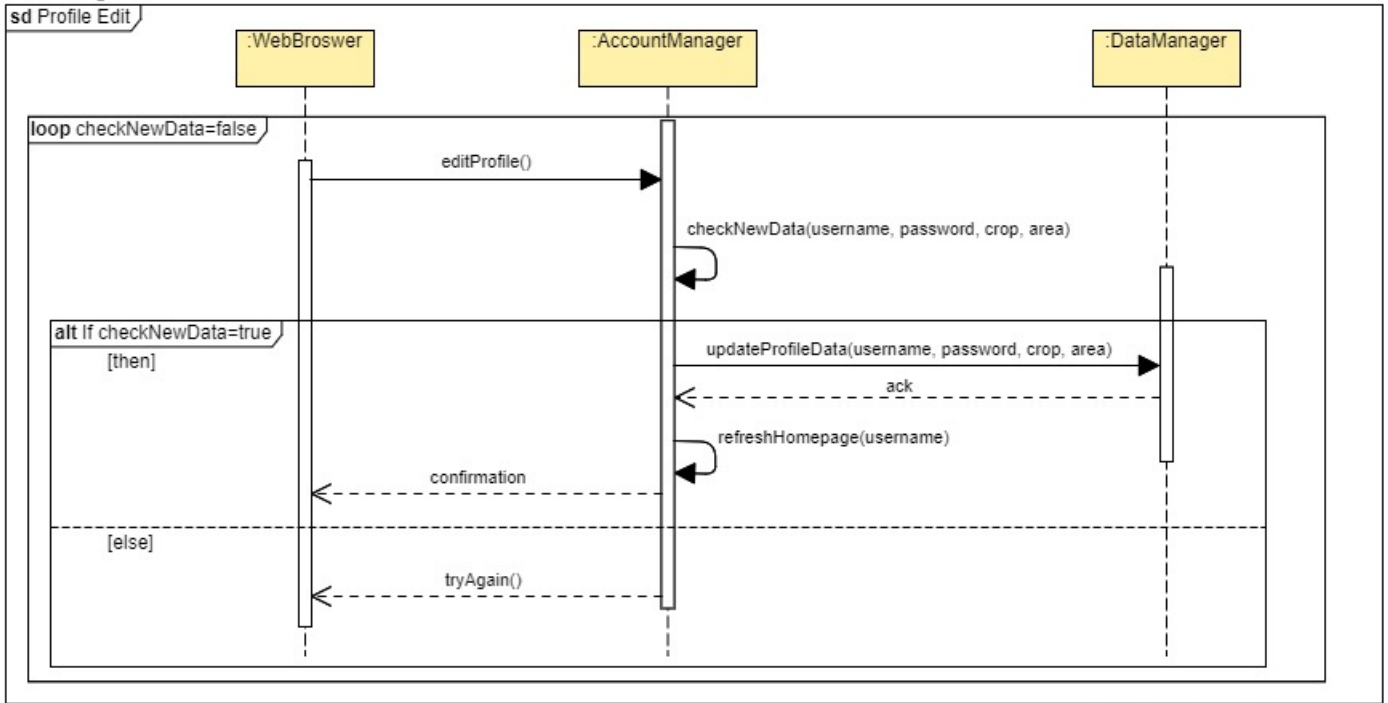 sd Profile Edit
:WebBroswer
:AccountManager
:DataManager
loop checkNewData=false
editProfile()
checkNewData(username, password, crop, area)
alt If checkNewData=true
[then]
updateProfileData(username, password, crop, area)
ack
refreshHomepage(username)
confirmation
[else]
tryAgain()